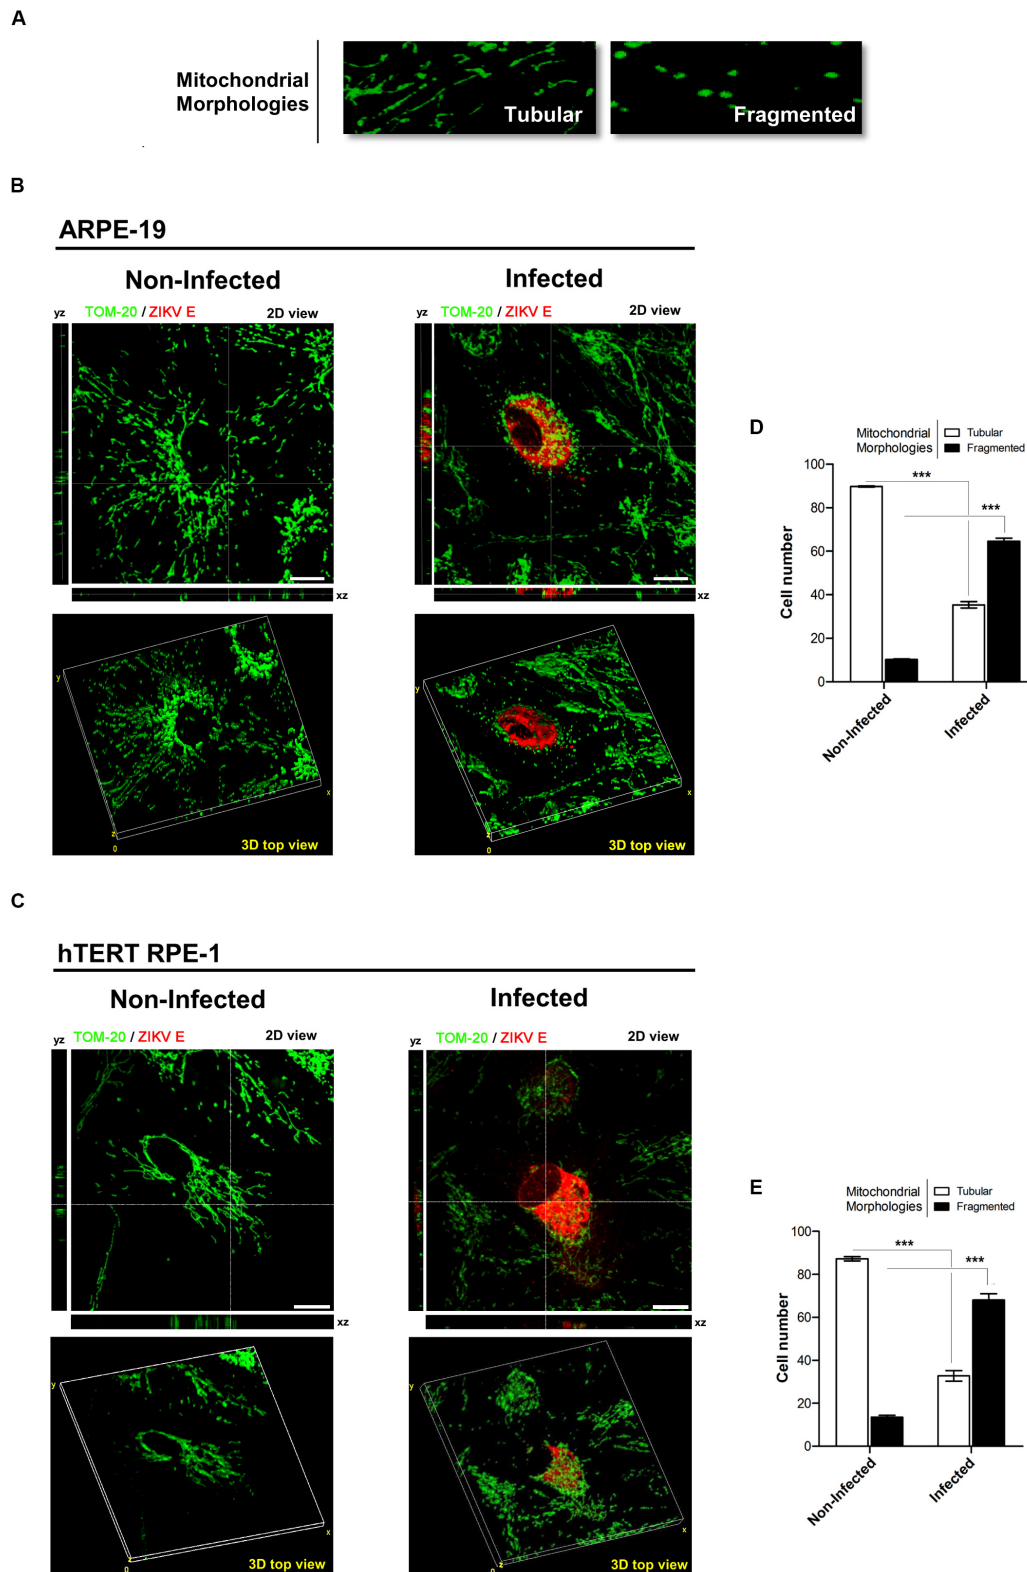 A
Mitochondrial
Morphologies
Tubular
Fragmented
B
ARPE-19
Non-Infected
Infected
yz
TOM-20 / ZIKV E
2D view
yz
TOM-20 / ZIKV E
2D view
xz
xz
y
x
z
0
3D top view
y
x
z
0
3D top view
D
Mitochondrial
Morphologies
Tubular
Fragmented
100
80
60
40
20
0
Cell number
***
***
Non-Infected
Infected
C
hTERT RPE-1
Non-Infected
Infected
yz
TOM-20 / ZIKV E
2D view
yz
TOM-20 / ZIKV E
2D view
xz
xz
y
x
z
0
3D top view
y
x
z
0
3D top view
E
Mitochondrial
Morphologies
Tubular
Fragmented
100
80
60
40
20
0
Cell number
***
***
Non-Infected
Infected